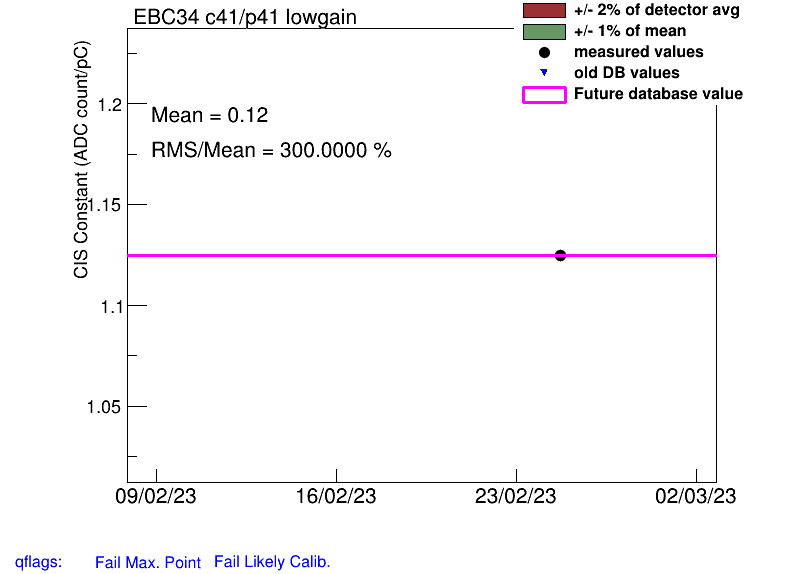 EBC34 c41/p41 lowgain
+/- 2% of detector avg
+/- 1% of mean
measured values
old DB values
Future database value
Mean = 0.12
RMS/Mean = 300.0000 %
CIS Constant (ADC count/pC)
1.2
1.15
1.1
1.05
09/02/23 16/02/23 23/02/23 02/03/23
qflags: Fail Max. Point Fail Likely Calib.